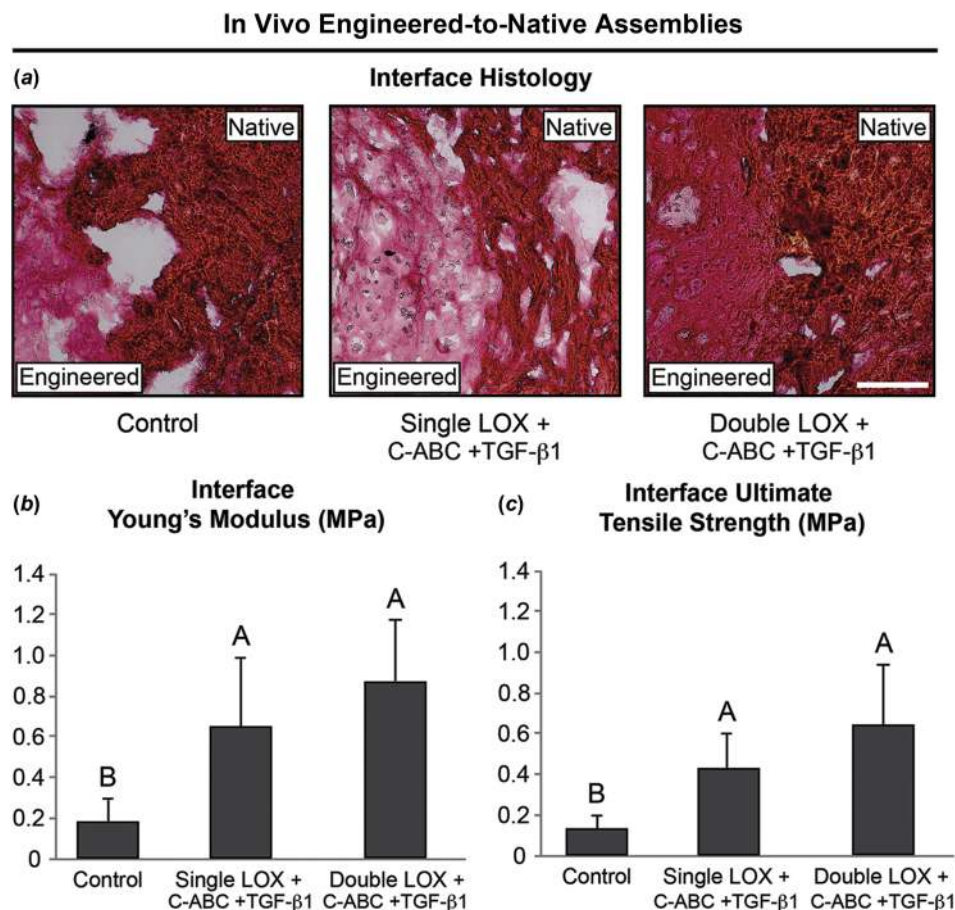 In Vivo Engineered-to-Native Assemblies
(a)
Interface Histology
Native
Engineered
Native
Engineered
Native
Engineered
Control
Single LOX +
C-ABC +TGF-β1
Double LOX +
C-ABC +TGF-β1
(b)
Interface
Young's Modulus (MPa)
1.4
1.2
1.0
0.8
0.6
0.4
0.2
0
B
A
A
Control
Single LOX +
C-ABC +TGF-β1
Double LOX +
C-ABC +TGF-β1
(c)
Interface Ultimate
Tensile Strength (MPa)
1.4
1.2
1.0
0.8
0.6
0.4
0.2
0
B
A
A
Control
Single LOX +
C-ABC +TGF-β1
Double LOX +
C-ABC +TGF-β1